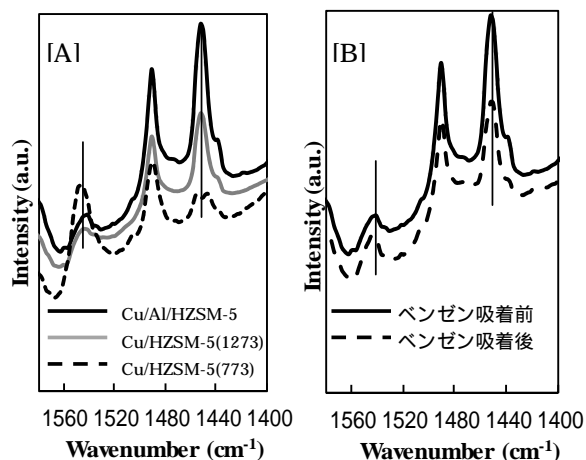 [A]
Intensity (a.u.)
Cu/Al/HZSM-5
Cu/HZSM-5(1273)
Cu/HZSM-5(773)
1560 1520 1480 1440 1400
Wavenumber (cm-1)
[B]
Intensity (a.u.)
ベンゼン吸着前
ベンゼン吸着後
1560 1520 1480 1440 1400
Wavenumber (cm-1)